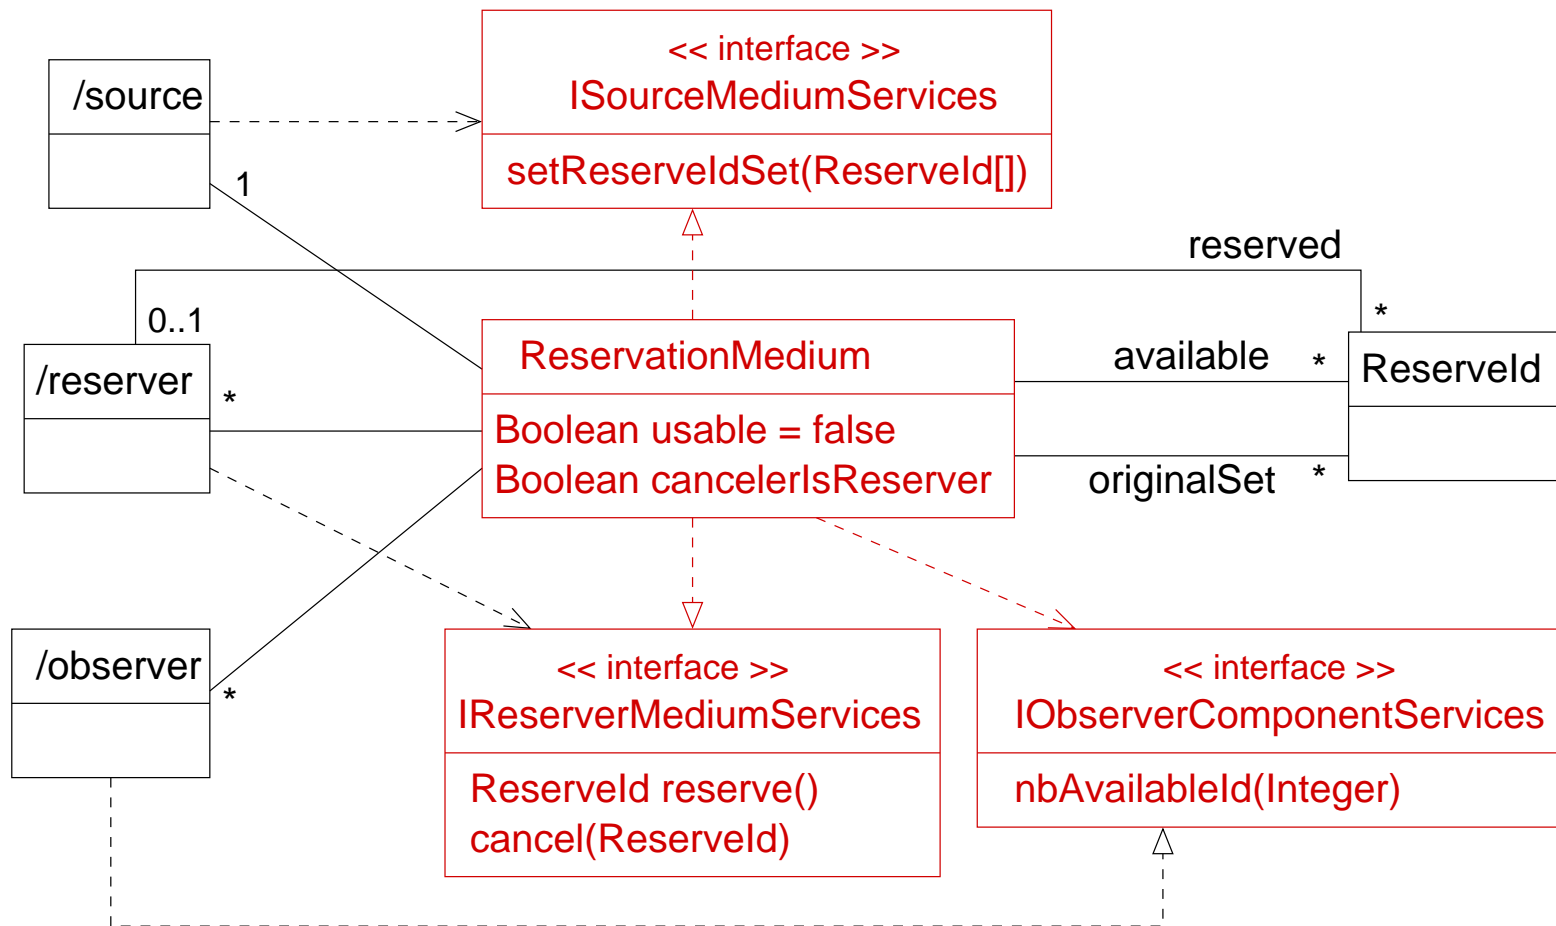 << interface >>
ISourceMediumServices
setReserveIdSet(ReserveId[])
/source
1
reserved
0..1
*
/reserver
*
ReservationMedium
Boolean usable = false
Boolean cancelerIsReserver
available
*
ReserveId
originalSet
*
/observer
*
<< interface >>
IReserverMediumServices
ReserveId reserve()
cancel(ReserveId)
<< interface >>
IObserverComponentServices
nbAvailableId(Integer)